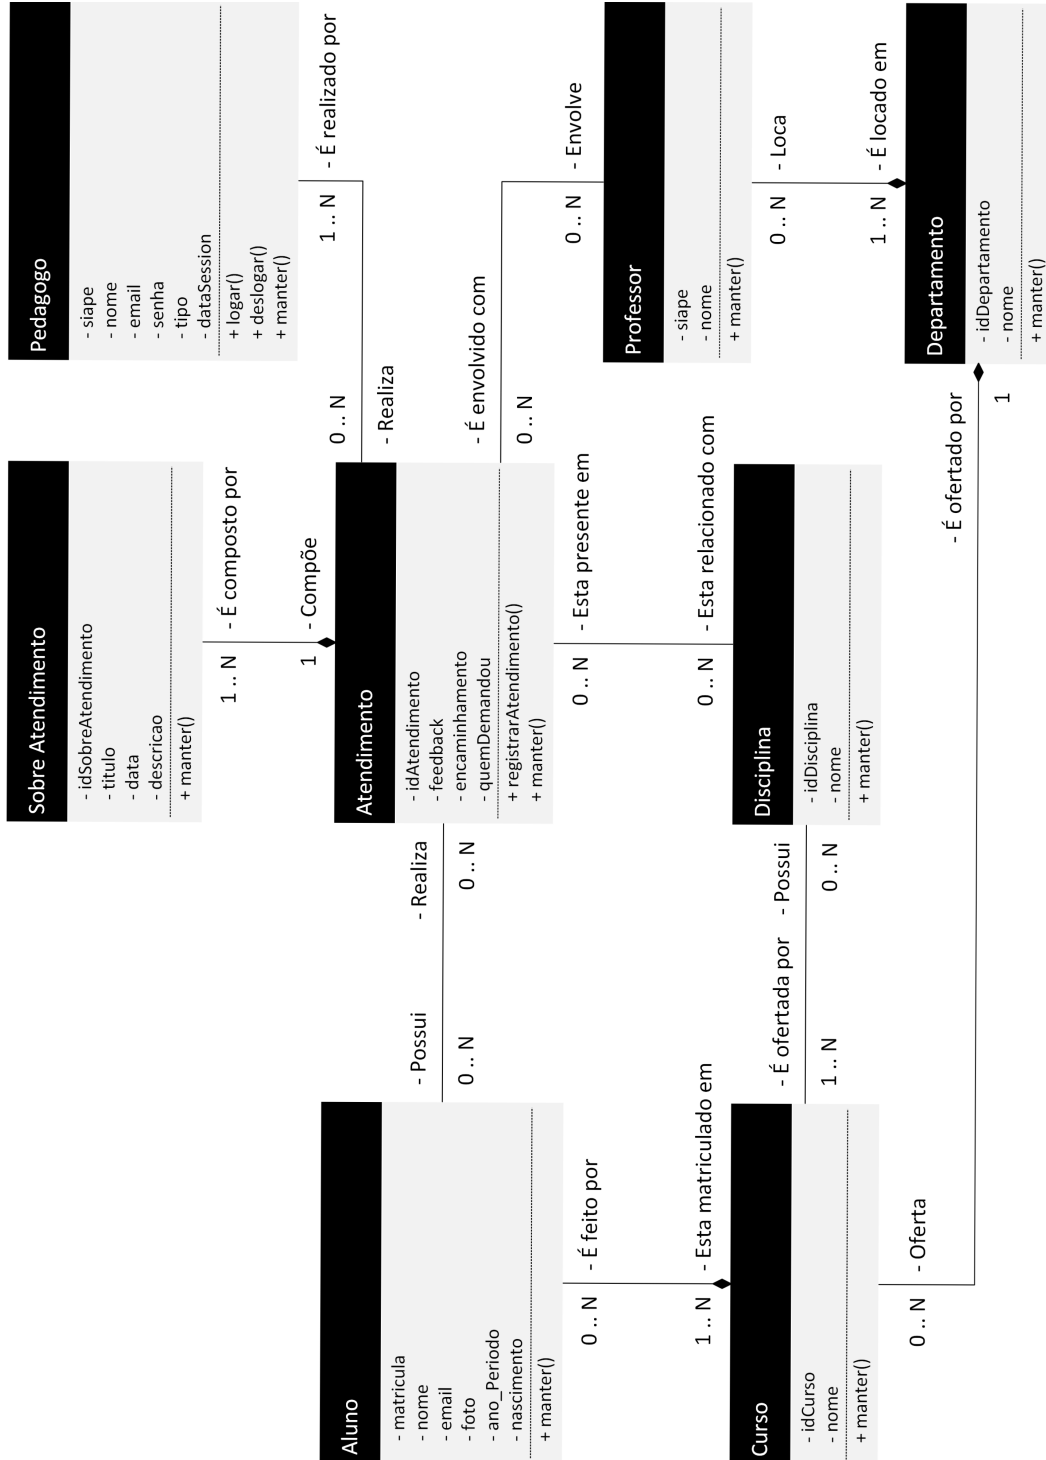 Aluno
- matricula
- nome
- email
- foto
- ano_Periodo
- nascimento
+ manter()
- Possui
0 .. N
- Realiza
0 .. N
- É feito por
0 .. N
- Esta matriculado em
1 .. N
Curso
- idCurso
- nome
+ manter()
- É ofertada por
1 .. N
- Possui
0 .. N
- Oferta
0 .. N
Sobre Atendimento
- idSobreAtendimento
- titulo
- data
- descricao
+ manter()
- É composto por
1 .. N
- Compõe
1
Atendimento
- idAtendimento
- feedback
- encaminhamento
- quemDemandou
+ registrarAtendimento()
+ manter()
- Esta presente em
0 .. N
- Esta relacionado com
0 .. N
Disciplina
- idDisciplina
- nome
+ manter()
Pedagogo
- siape
- nome
- email
- senha
- tipo
- dataSession
+ logar()
+ deslogar()
+ manter()
- É realizado por
1 .. N
0 .. N
- Realiza
- É envolvido com
0 .. N
- Envolve
0 .. N
Professor
- siape
- nome
+ manter()
- Loca
0 .. N
- É locado em
1 .. N
Departamento
- idDepartamento
- nome
+ manter()
- É ofertado por
1